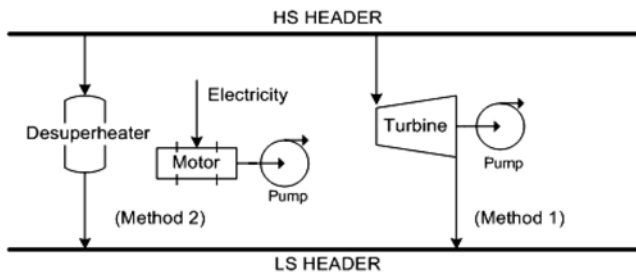 HS HEADER
Electricity
Desuperheater
Motor
Pump
Turbine
Pump
(Method 2)
(Method 1)
LS HEADER